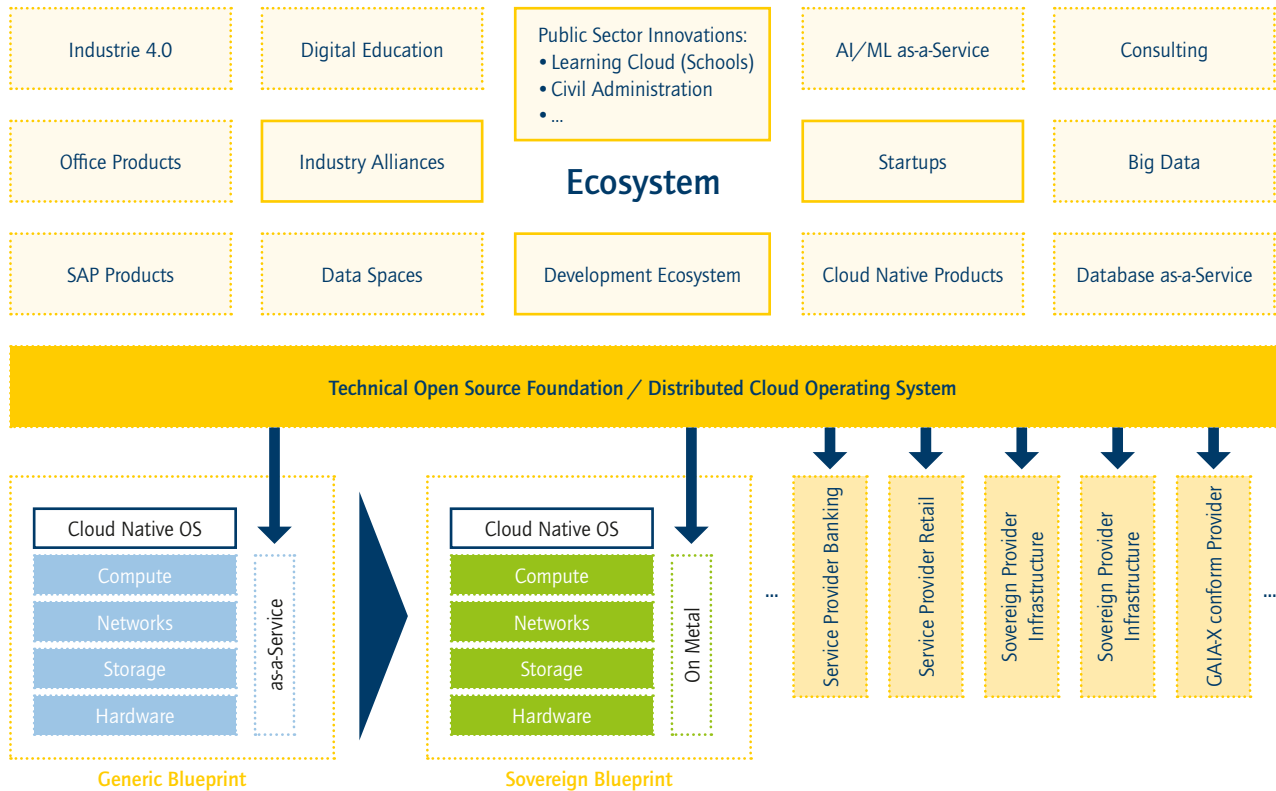 Industrie 4.0
Digital Education
Public Sector Innovations:
• Learning Cloud (Schools)
• Civil Administration
• ...
AI/ML as-a-Service
Consulting
Office Products
Industry Alliances
Ecosystem
Startups
Big Data
SAP Products
Data Spaces
Development Ecosystem
Cloud Native Products
Database as-a-Service
Technical Open Source Foundation / Distributed Cloud Operating System
Cloud Native OS
Compute
Networks
Storage
Hardware
as-a-Service
Generic Blueprint
Cloud Native OS
Compute
Networks
Storage
Hardware
On Metal
Sovereign Blueprint
...
Service Provider Banking
Service Provider Retail
Sovereign Provider
Infrastructure
Sovereign Provider
Infrastructure
GAIA-X conform Provider
...